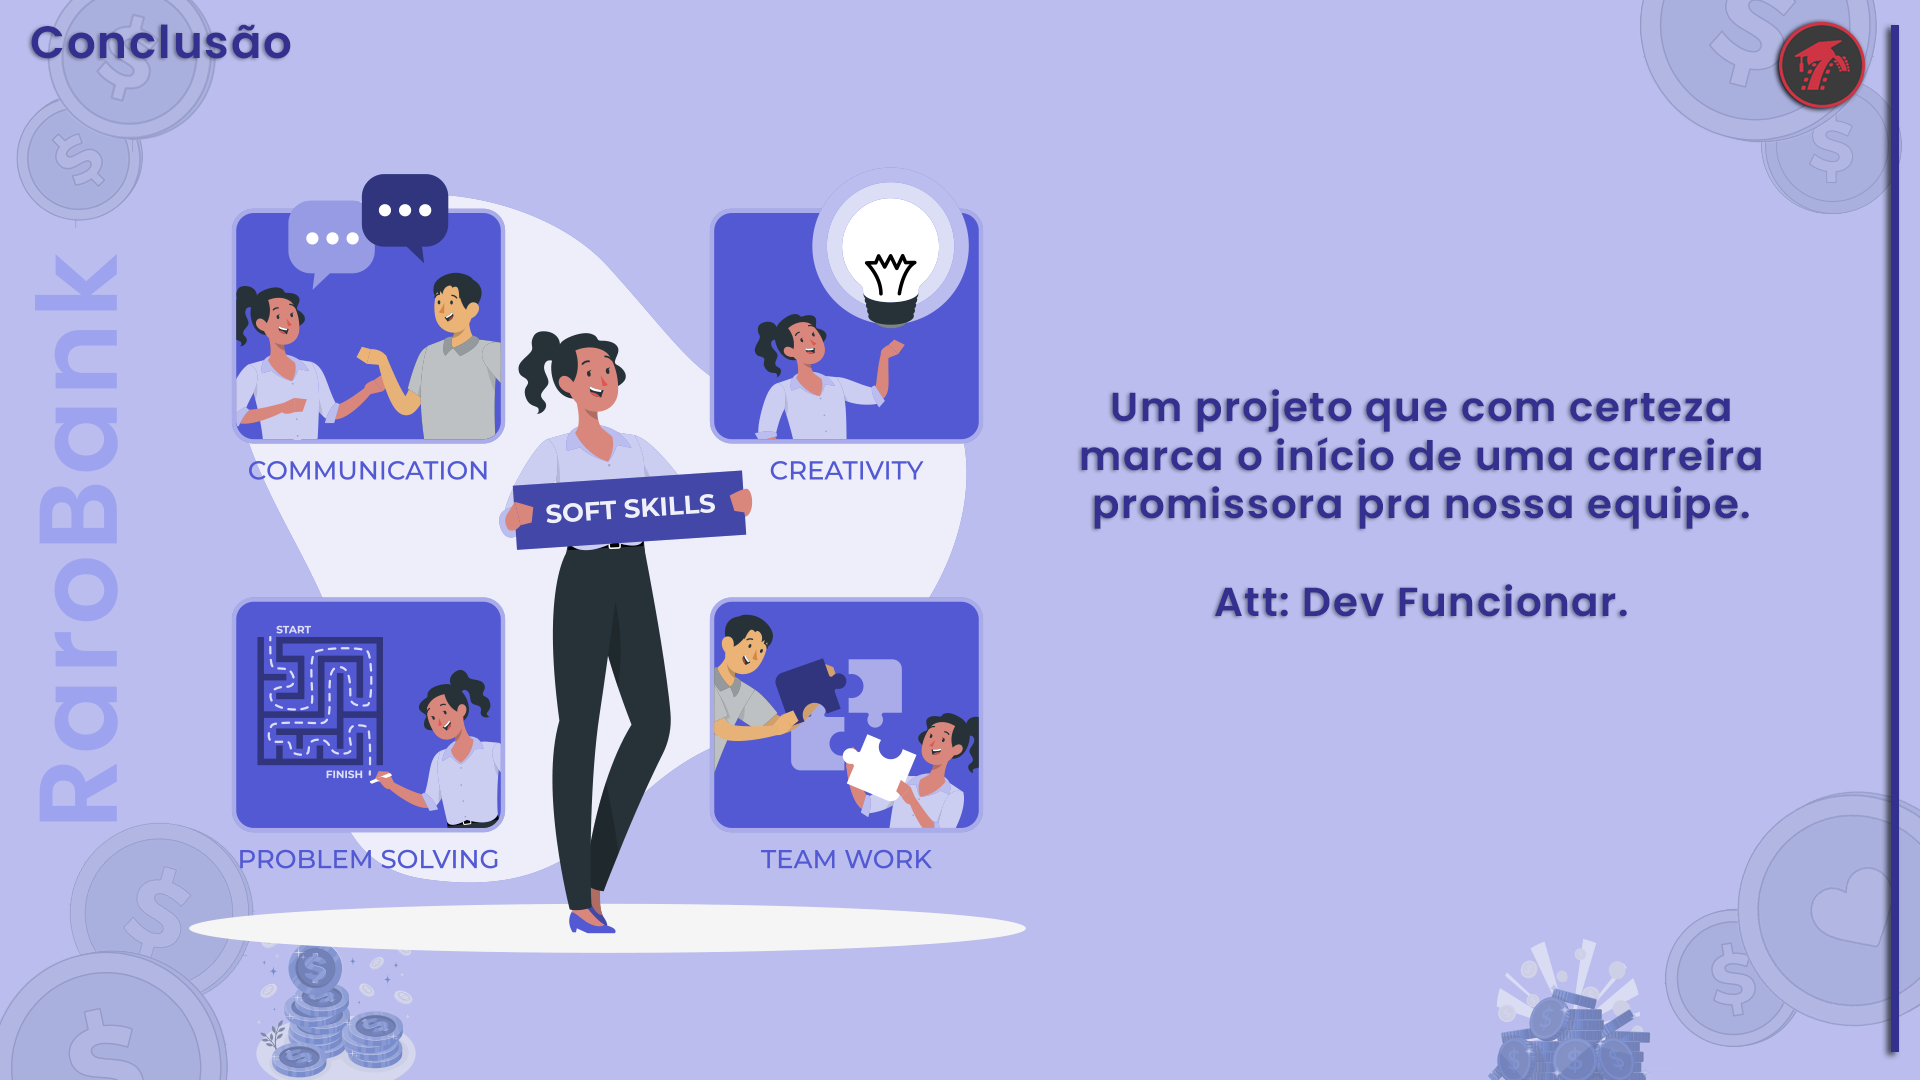 Conclusão
RaroBank
COMMUNICATION
CREATIVITY
SOFT SKILLS
START
FINISH
PROBLEM SOLVING
TEAM WORK
Um projeto que com certeza
marca o início de uma carreira
promissora pra nossa equipe.
Att: Dev Funcionar.